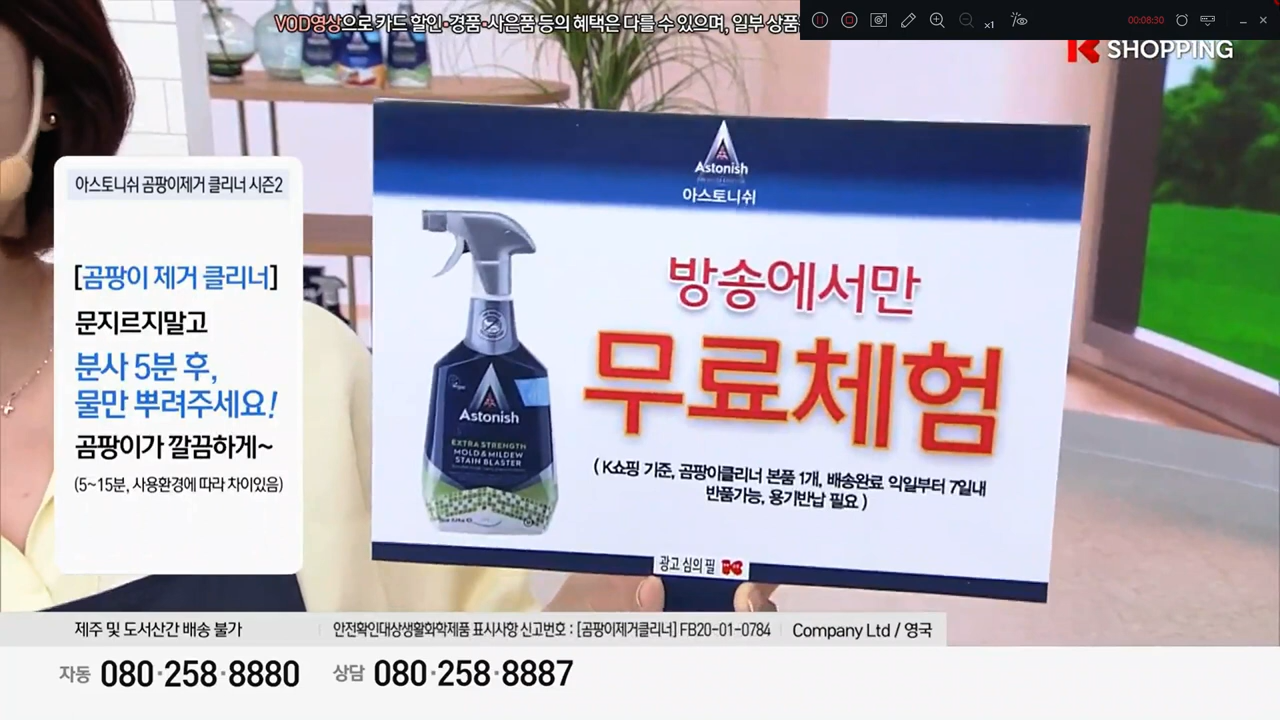 VOD영상으로 카드 할인·경품·사은품 등의 혜택은 다를 수 있으며, 일부 상품
x1
00:08:30
K SHOPPING
아스토니쉬 곰팡이제거 클리너 시즌2
[곰팡이 제거 클리너]
문지르지말고
분사 5분 후,
물만 뿌려주세요!
곰팡이가 깔끔하게~
(5~15분, 사용환경에 따라 차이있음)
Astonish
아스토니쉬
방송에서만
무료체험
( K쇼핑 기준, 곰팡이클리너 본품 1개, 배송완료 익일부터 7일내
반품가능, 용기반납 필요 )
Astonish
EXTRA STRENGTH
MOLD & MILDEW
STAIN BLASTER
광고 심의 필
제주 및 도서산간 배송 불가
안전확인대상생활화학제품 표시사항 신고번호 : [곰팡이제거클리너] FB20-01-0784
Company Ltd / 영국
자동 080·258·8880
상담 080·258·8887